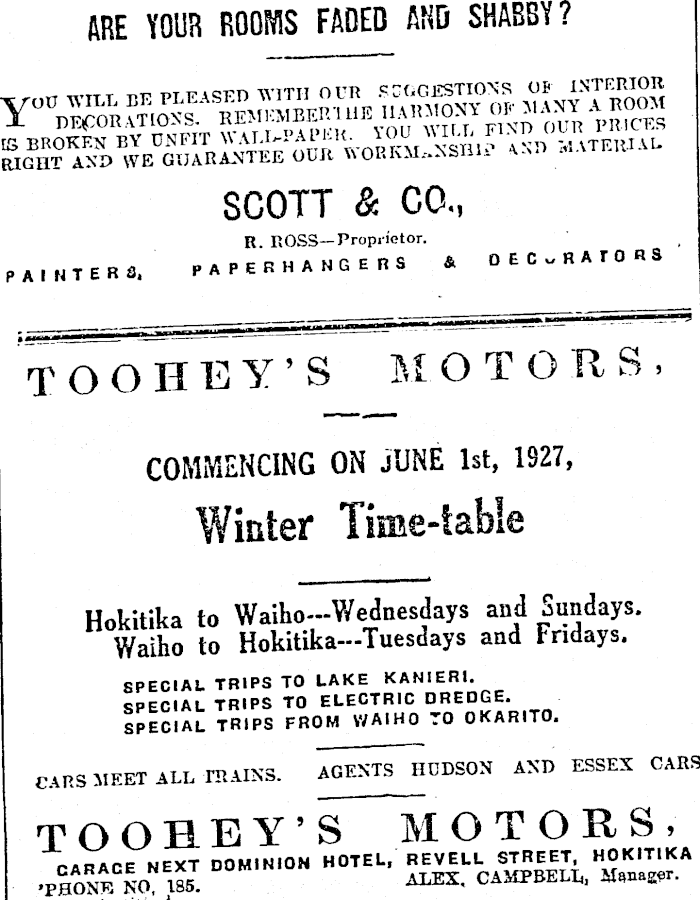 ARE YOUR ROOMS FADED AND SHABBY?
YOU WILL BE PLEASED WITH OUR SUGGESTIONS OF INTERIOR
DECORATIONS. REMEMBER THE HARMONY OF MANY A ROOM
IS BROKEN BY UNFIT WALL-PAPER. YOU WILL FIND OUR PRICES
RIGHT AND WE GUARANTEE OUR WORKMANSHIP AND MATERIAL
SCOTT & CO.,
R. ROSS—Proprietor.
PAINTERS, PAPERHANGERS & DECORATORS
TOOHEY'S MOTORS,
COMMENCING ON JUNE 1st, 1927,
Winter Time-table
Hokitika to Waiho---Wednesdays and Sundays.
Waiho to Hokitika---Tuesdays and Fridays.
SPECIAL TRIPS TO LAKE KANIERI.
SPECIAL TRIPS TO ELECTRIC DREDGE.
SPECIAL TRIPS FROM WAIHO TO OKARITO.
CARS MEET ALL TRAINS. AGENTS HUDSON AND ESSEX CARS
TOOHEY'S MOTORS,
GARAGE NEXT DOMINION HOTEL, REVELL STREET, HOKITIKA
'PHONE NO, 185. ALEX, CAMPBELL, Manager.